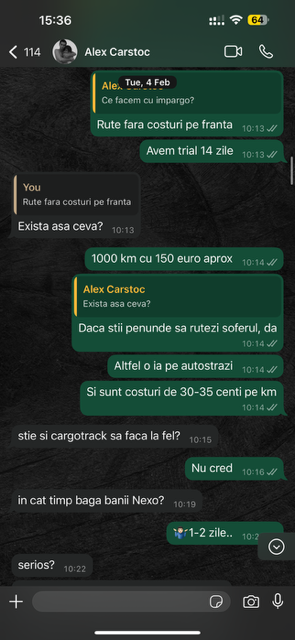 15:36
64
114
Alex Carstoc
Tue, 4 Feb
Ce facem cu impargo?
Rute fara costuri pe franta
10:13
Avem trial 14 zile
10:13
You
Rute fara costuri pe franta
Exista asa ceva?
10:13
1000 km cu 150 euro aprox
10:14
Alex Carstoc
Exista asa ceva?
Daca stii penunde sa rutezi soferul, da
10:14
Altfel o ia pe autostrazi
10:14
Si sunt costuri de 30-35 centi pe km
10:14
stie si cargotrack sa faca la fel?
10:15
Nu cred
10:16
in cat timp baga banii Nexo?
10:19
🤷🏻‍♂️1-2 zile..
serios?
10:22